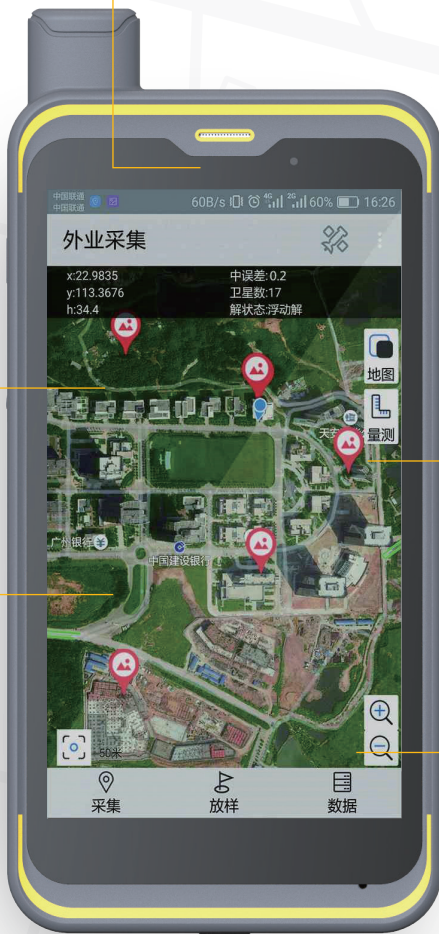 中国联通
中国联通
60B/s 4G 2G 60% 16:26
外业采集
x:22.9835 中误差:0.2
y:113.3676 卫星数:17
h:34.4 解状态:浮动解
地图
量测
天安
广州银行
中国建设银行
50米
采集 放样 数据